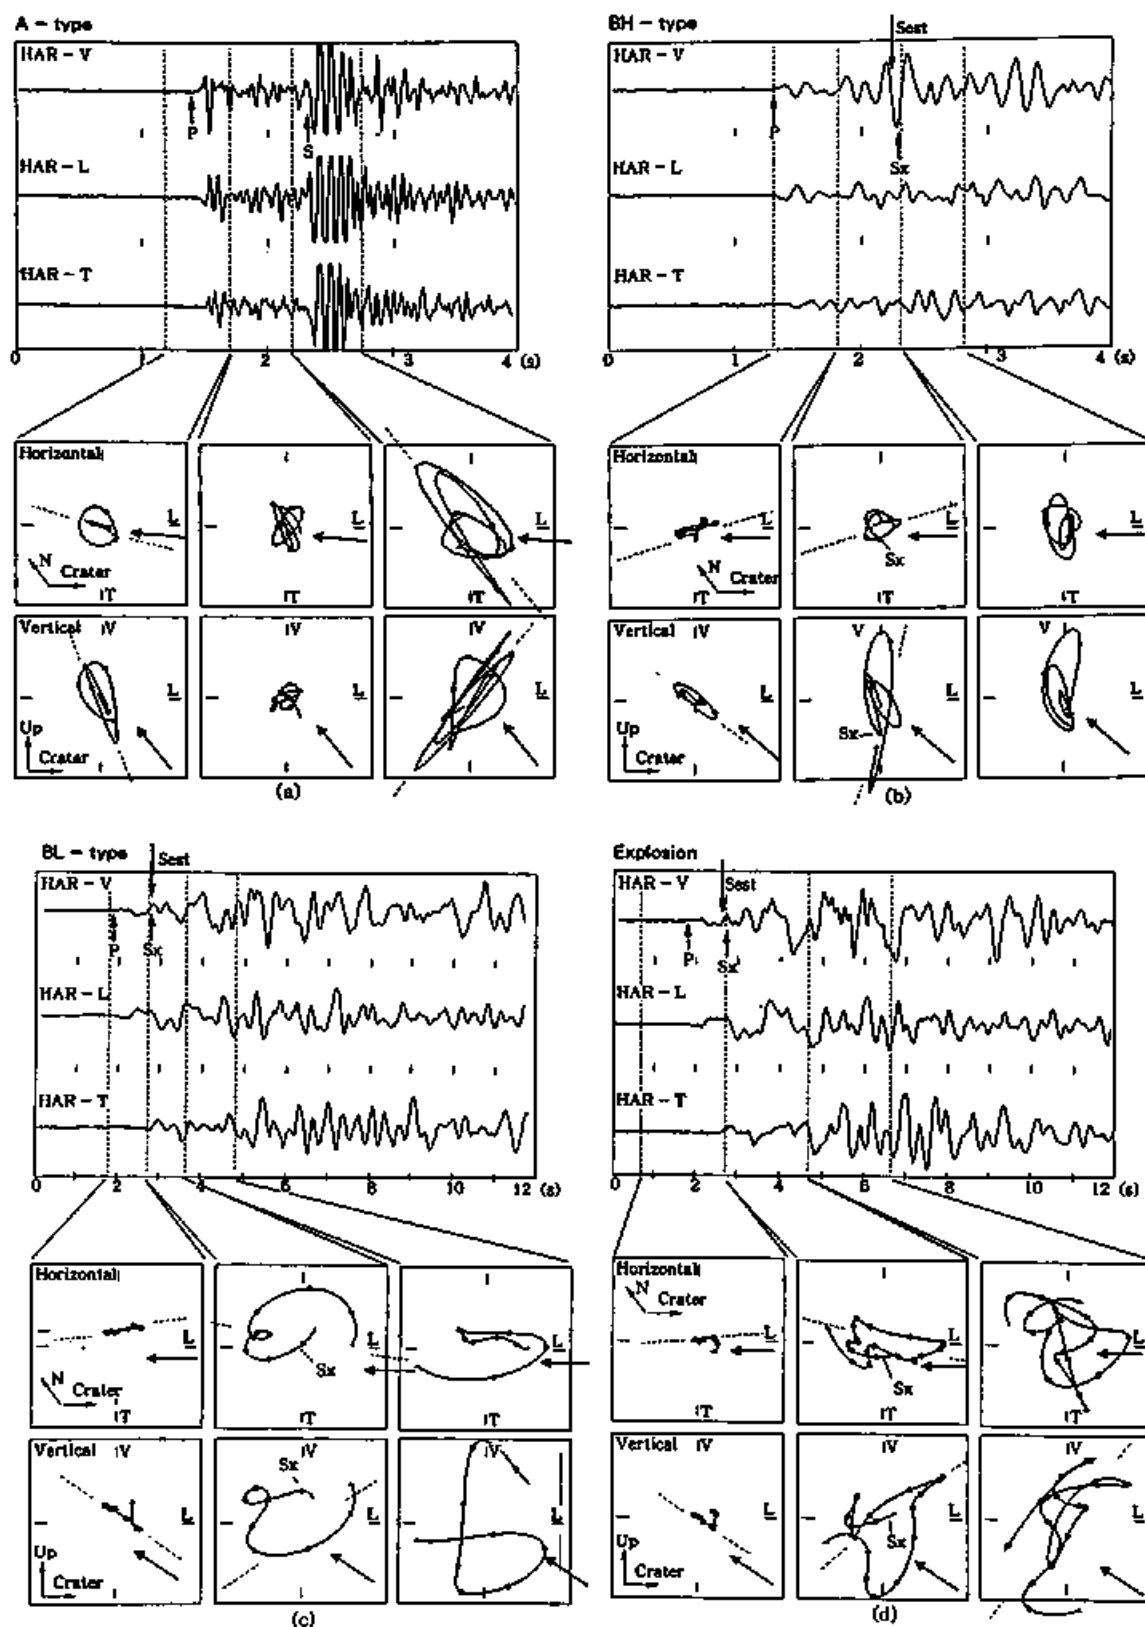 A - type
HAR - V
P
S
HAR - L
HAR - T
0 1 2 3 4 (s)
Horizontal
L
L
L
N
Crater
T
T
T
Vertical
V
V
V
L
L
L
Up
Crater
(a)
BH - type
Sest
HAR - V
P
Sx
HAR - L
HAR - T
0 1 2 3 4 (s)
Horizontal
L
L
L
Sx
N
Crater
T
T
T
Vertical
V
V
V
L
L
L
Up
Sx
Crater
(b)
BL - type
Sest
HAR - V
P
Sx
HAR - L
HAR - T
0 2 4 6 8 10 12 (s)
Horizontal
L
L
L
Sx
N
Crater
T
T
T
Vertical
V
V
V
Sx
L
L
L
Up
Crater
(c)
Explosion
Sest
HAR - V
P
Sx
HAR - L
HAR - T
0 2 4 6 8 10 12 (s)
Horizontal
N
Crater
L
L
L
Sx
T
T
T
Vertical
V
V
V
L
L
L
Sx
Up
Crater
(d)